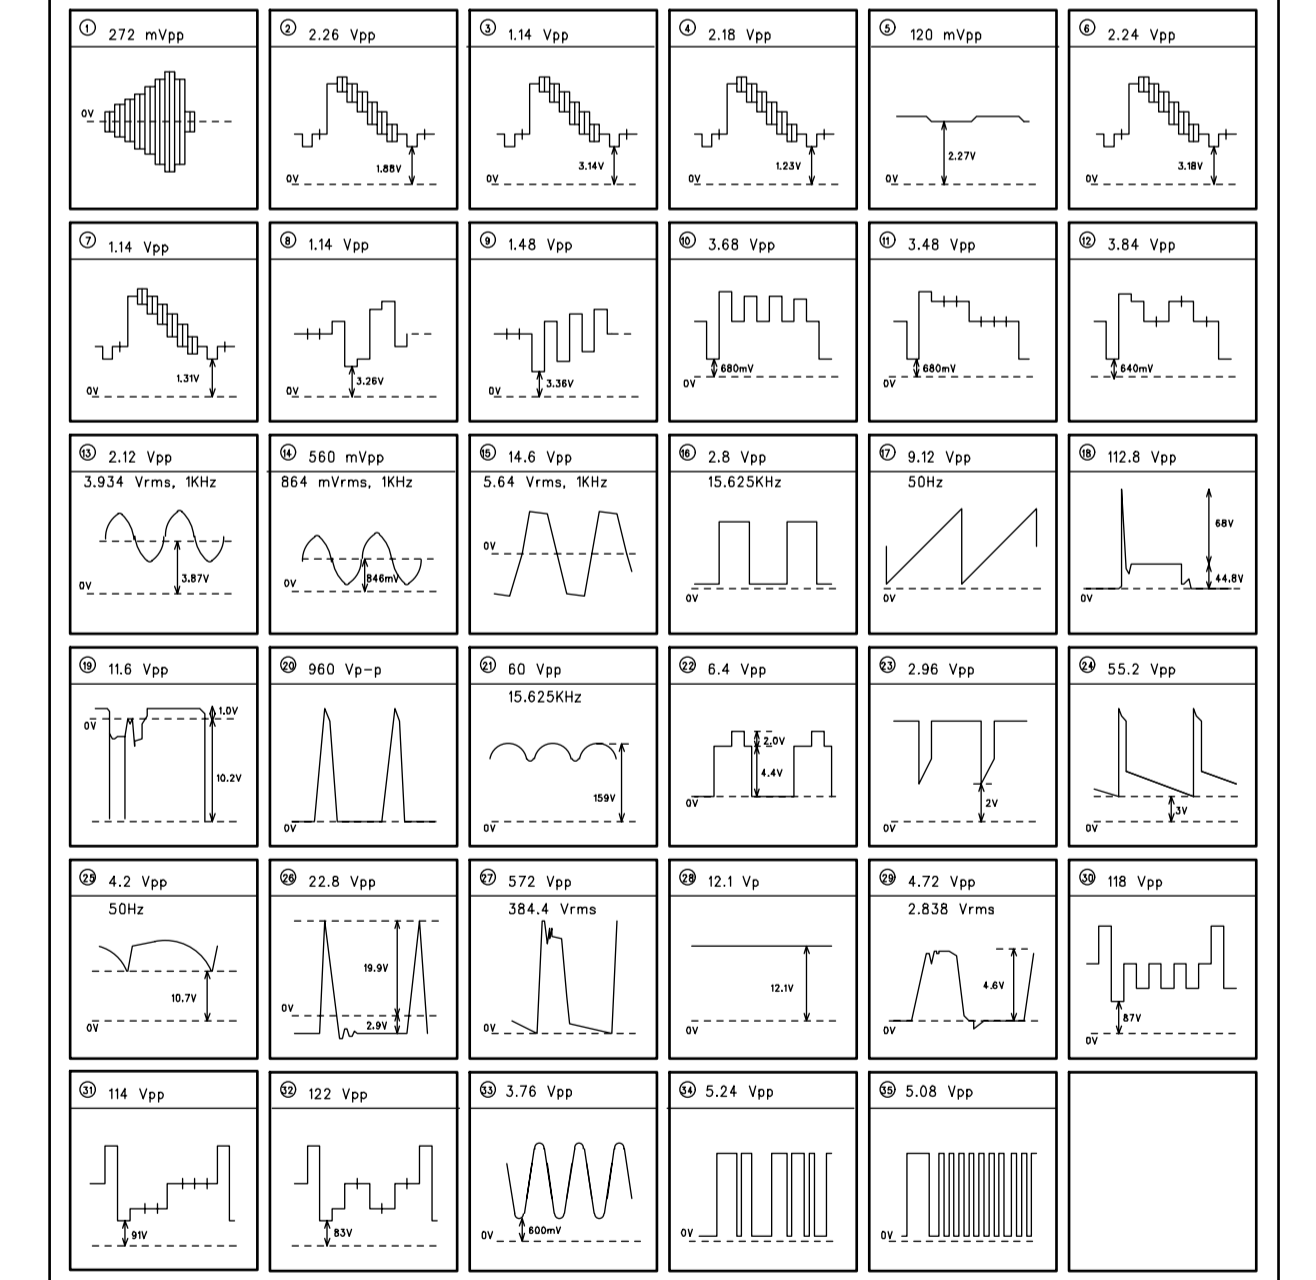 1 272 mVpp
0V
2 2.26 Vpp
1.88V
0V
3 1.14 Vpp
3.14V
0V
4 2.18 Vpp
1.23V
0V
5 120 mVpp
2.27V
0V
6 2.24 Vpp
3.18V
0V
7 1.14 Vpp
1.31V
0V
8 1.14 Vpp
3.26V
0V
9 1.48 Vpp
3.36V
0V
10 3.68 Vpp
680mV
0V
11 3.48 Vpp
680mV
0V
12 3.84 Vpp
640mV
0V
13 2.12 Vpp
3.934 Vrms, 1KHz
3.87V
0V
14 560 mVpp
864 mVrms, 1KHz
846mV
0V
15 14.6 Vpp
5.64 Vrms, 1KHz
0V
16 2.8 Vpp
15.625KHz
0V
17 9.12 Vpp
50Hz
0V
18 112.8 Vpp
68V
44.8V
0V
19 11.6 Vpp
1.0V
0V
10.2V
20 960 Vp-p
0V
21 60 Vpp
15.625KHz
159V
0V
22 6.4 Vpp
2.0V
4.4V
0V
23 2.96 Vpp
2V
0V
24 55.2 Vpp
3V
0V
25 4.2 Vpp
50Hz
10.7V
0V
26 22.8 Vpp
19.9V
0V
2.9V
27 572 Vpp
384.4 Vrms
0V
28 12.1 Vp
12.1V
0V
29 4.72 Vpp
2.838 Vrms
4.6V
0V
30 118 Vpp
87V
0V
31 114 Vpp
91V
0V
32 122 Vpp
83V
0V
33 3.76 Vpp
600mV
0V
34 5.24 Vpp
0V
35 5.08 Vpp
0V